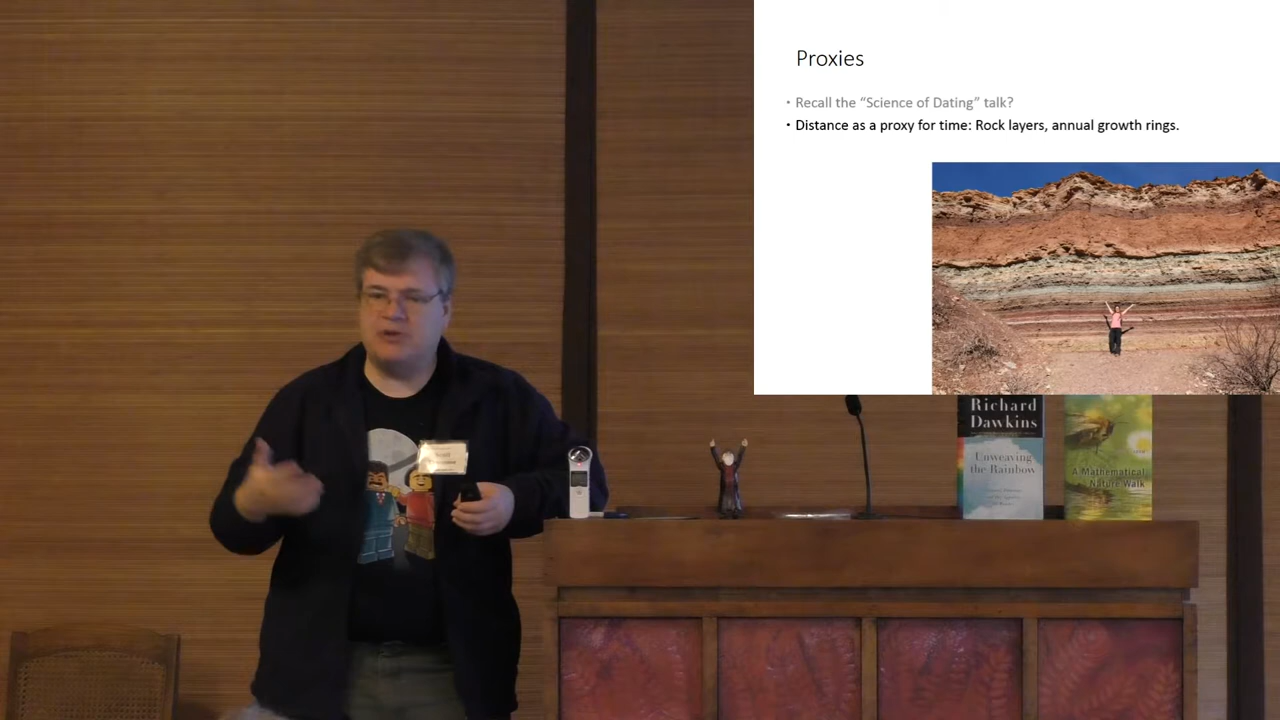 Proxies
• Recall the “Science of Dating” talk?
• Distance as a proxy for time: Rock layers, annual growth rings.
Richard
Dawkins
Unweaving
the Rainbow
A Mathematical
Nature Walk